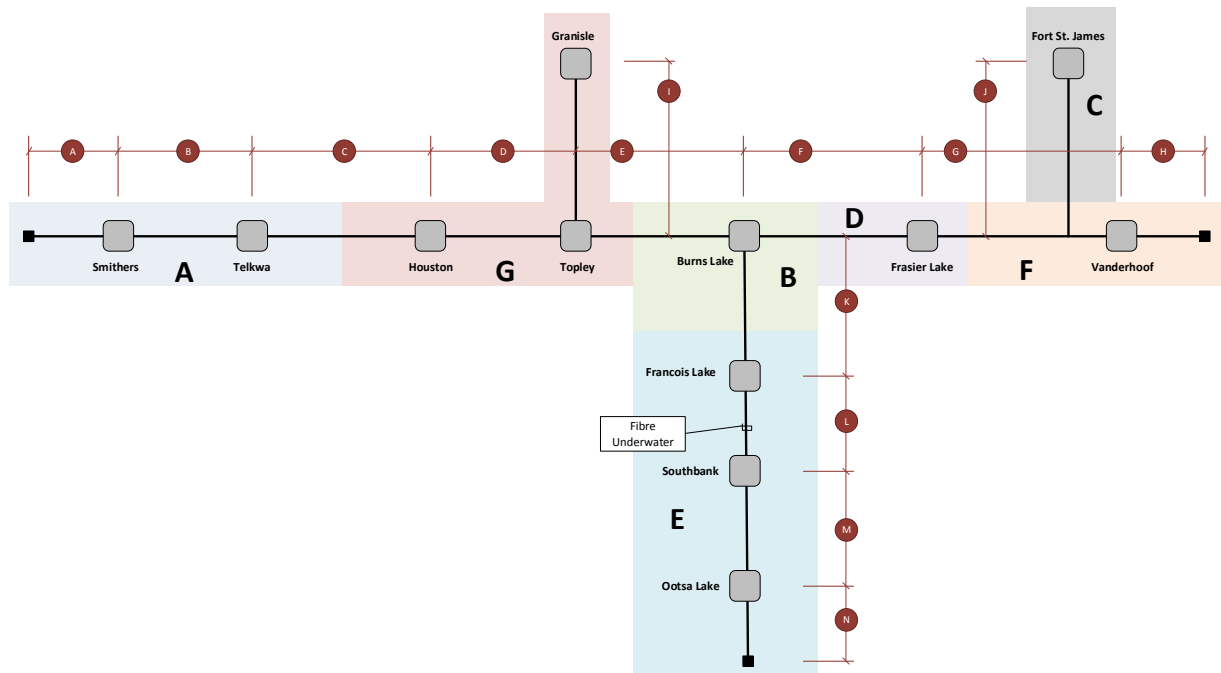 Granisle
Fort St. James
I
J
C
A
B
C
D
E
F
G
H
D
Smithers
Telkwa
Houston
Topley
Burns Lake
Frasier Lake
Vanderhoof
A
G
B
F
K
Francois Lake
L
Fibre
Underwater
Southbank
E
M
Ootsa Lake
N